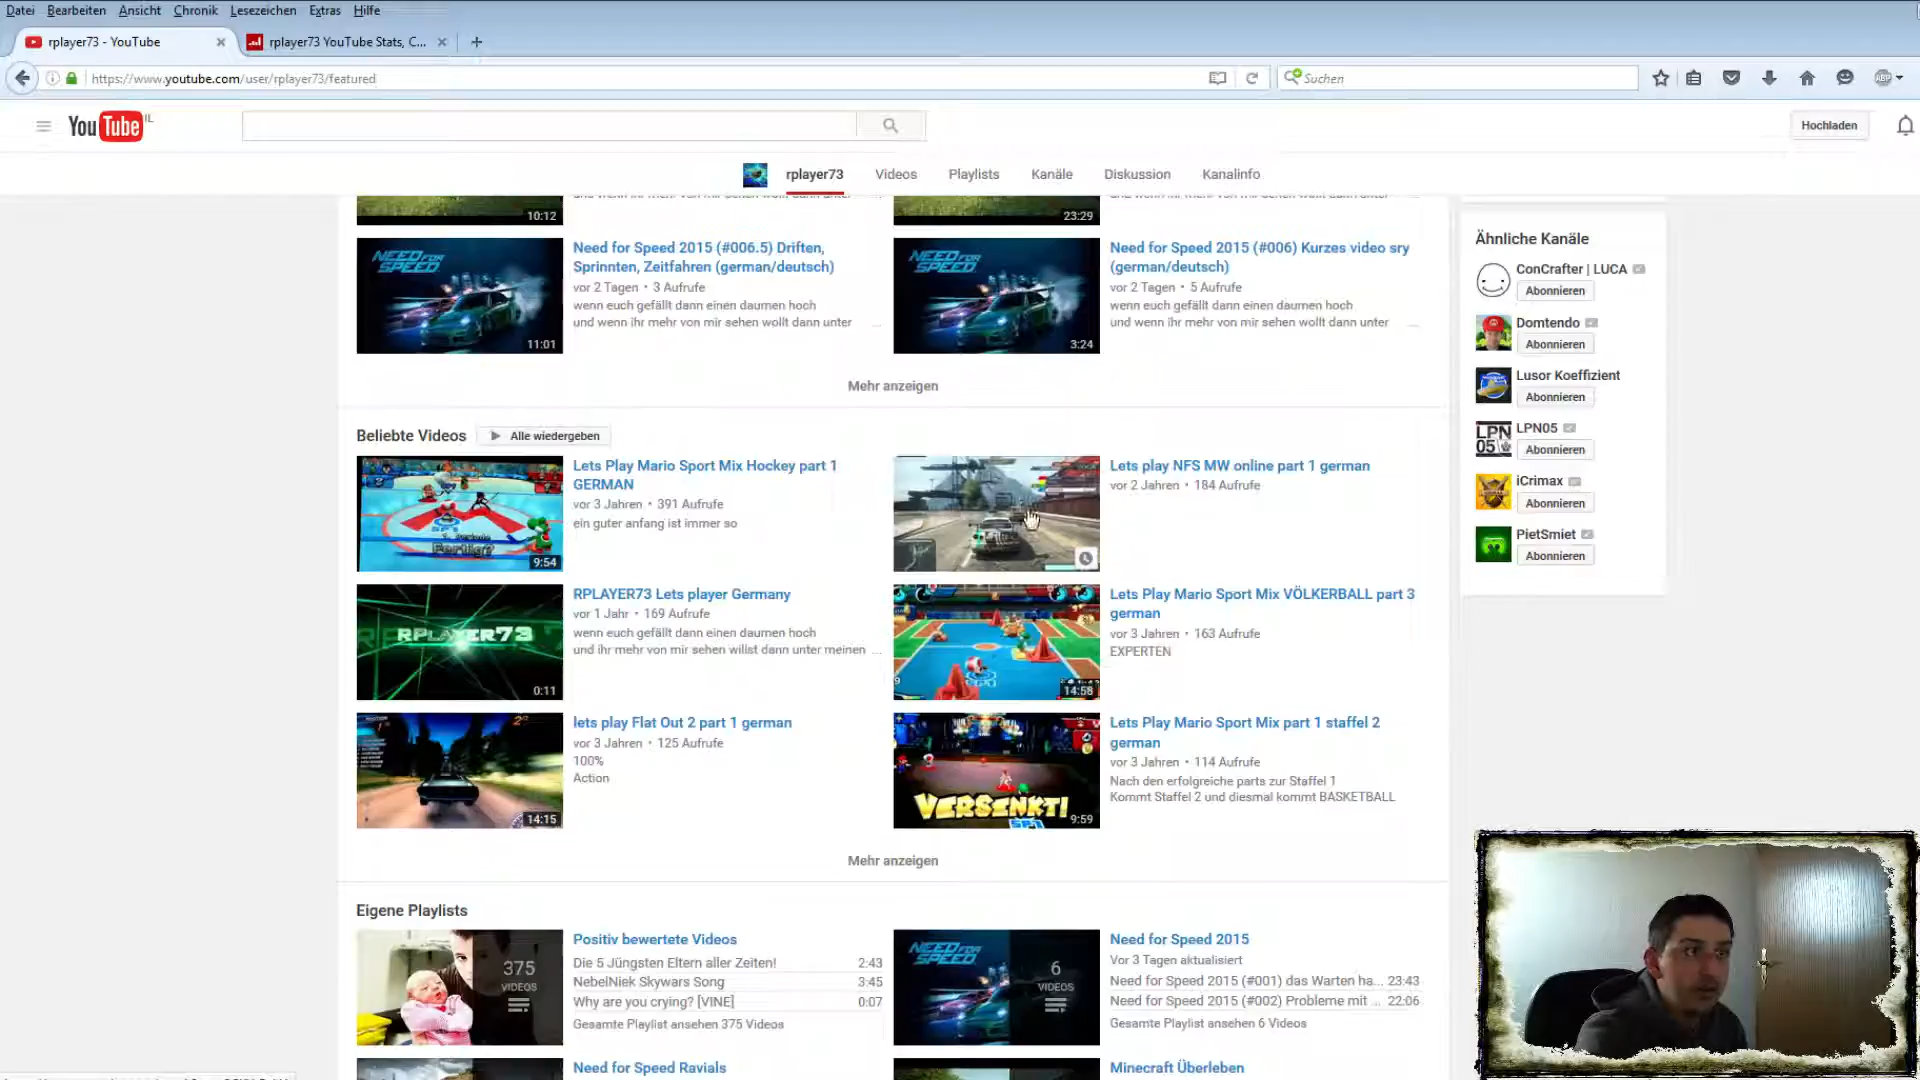 Datei Bearbeiten Ansicht Chronik Lesezeichen Extras Hilfe
rplayer73 - YouTube
rplayer73 YouTube Stats, C...
https://www.youtube.com/user/rplayer73/featured
Suchen
ABP
YouTube IL
Hochladen
rplayer73 Videos Playlists Kanäle Diskussion Kanalinfo
10:12
23:29
NEED FOR SPEED
11:01
Need for Speed 2015 (#006.5) Driften,
Sprinnten, Zeitfahren (german/deutsch)
vor 2 Tagen • 3 Aufrufe
wenn euch gefällt dann einen daumen hoch
und wenn ihr mehr von mir sehen wollt dann unter ...
NEED FOR SPEED
3:24
Need for Speed 2015 (#006) Kurzes video sry
(german/deutsch)
vor 2 Tagen • 5 Aufrufe
wenn euch gefällt dann einen daumen hoch
und wenn ihr mehr von mir sehen wollt dann unter ...
Mehr anzeigen
Beliebte Videos Alle wiedergeben
Fertig?
9:54
Lets Play Mario Sport Mix Hockey part 1
GERMAN
vor 3 Jahren • 391 Aufrufe
ein guter anfang ist immer so
Lets play NFS MW online part 1 german
vor 2 Jahren • 184 Aufrufe
RPLAYER73
0:11
RPLAYER73 Lets player Germany
vor 1 Jahr • 169 Aufrufe
wenn euch gefällt dann einen daumen hoch
und ihr mehr von mir sehen willst dann unter meinen ...
14:58
Lets Play Mario Sport Mix VÖLKERBALL part 3
german
vor 3 Jahren • 163 Aufrufe
EXPERTEN
14:15
lets play Flat Out 2 part 1 german
vor 3 Jahren • 125 Aufrufe
100%
Action
VERSENKT!
9:59
Lets Play Mario Sport Mix part 1 staffel 2
german
vor 3 Jahren • 114 Aufrufe
Nach den erfolgreiche parts zur Staffel 1
Kommt Staffel 2 und diesmal kommt BASKETBALL
Mehr anzeigen
Eigene Playlists
375
VIDEOS
Positiv bewertete Videos
Die 5 Jüngsten Eltern aller Zeiten! 2:43
NebelNiek Skywars Song 3:45
Why are you crying? [VINE] 0:07
Gesamte Playlist ansehen 375 Videos
NEED FOR SPEED
6
VIDEOS
Need for Speed 2015
Vor 3 Tagen aktualisiert
Need for Speed 2015 (#001) das Warten ha... 23:43
Need for Speed 2015 (#002) Probleme mit ... 22:06
Gesamte Playlist ansehen 6 Videos
Need for Speed Ravials
Minecraft Überleben
Ähnliche Kanäle
ConCrafter | LUCA
Abonnieren
Domtendo
Abonnieren
Lusor Koeffizient
Abonnieren
LPN
05
LPN05
Abonnieren
iCrimax
Abonnieren
PietSmiet
Abonnieren